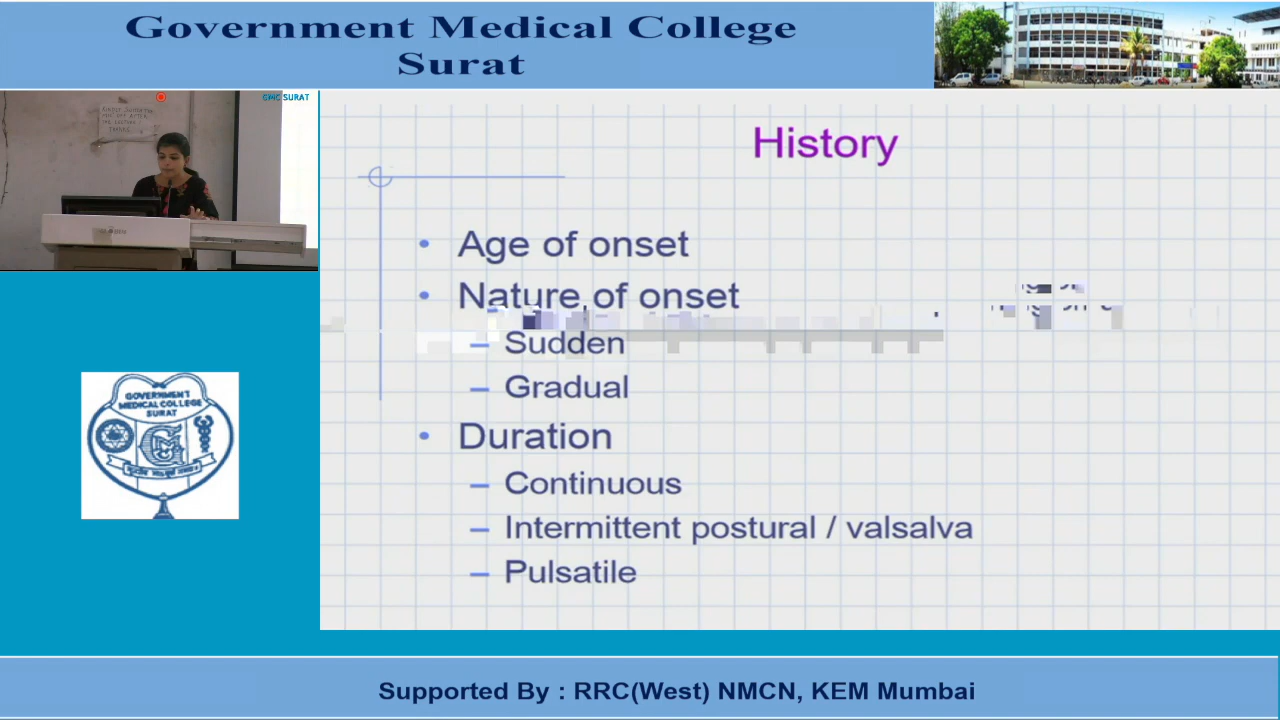 Government Medical College
Surat
GMC SURAT
THANKS
GOVERNMENT
MEDICAL COLLEGE
SURAT
History
• Age of onset
• Nature of onset
– Sudden
– Gradual
• Duration
– Continuous
– Intermittent postural / valsalva
– Pulsatile
Supported By : RRC(West) NMCN, KEM Mumbai